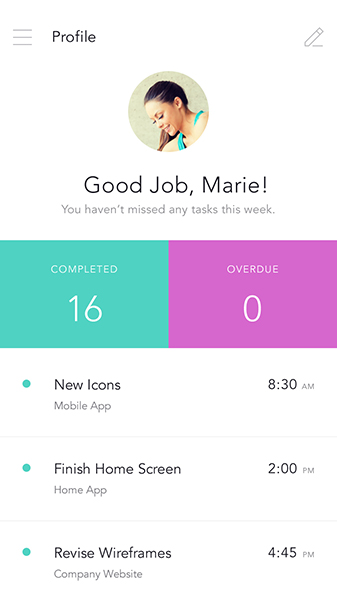 Profile
Good Job, Marie!
You haven't missed any tasks this week.
COMPLETED OVERDUE
16 0
New Icons 8:30 AM
Mobile App
Finish Home Screen 2:00 PM
Home App
Revise Wireframes 4:45 PM
Company Website